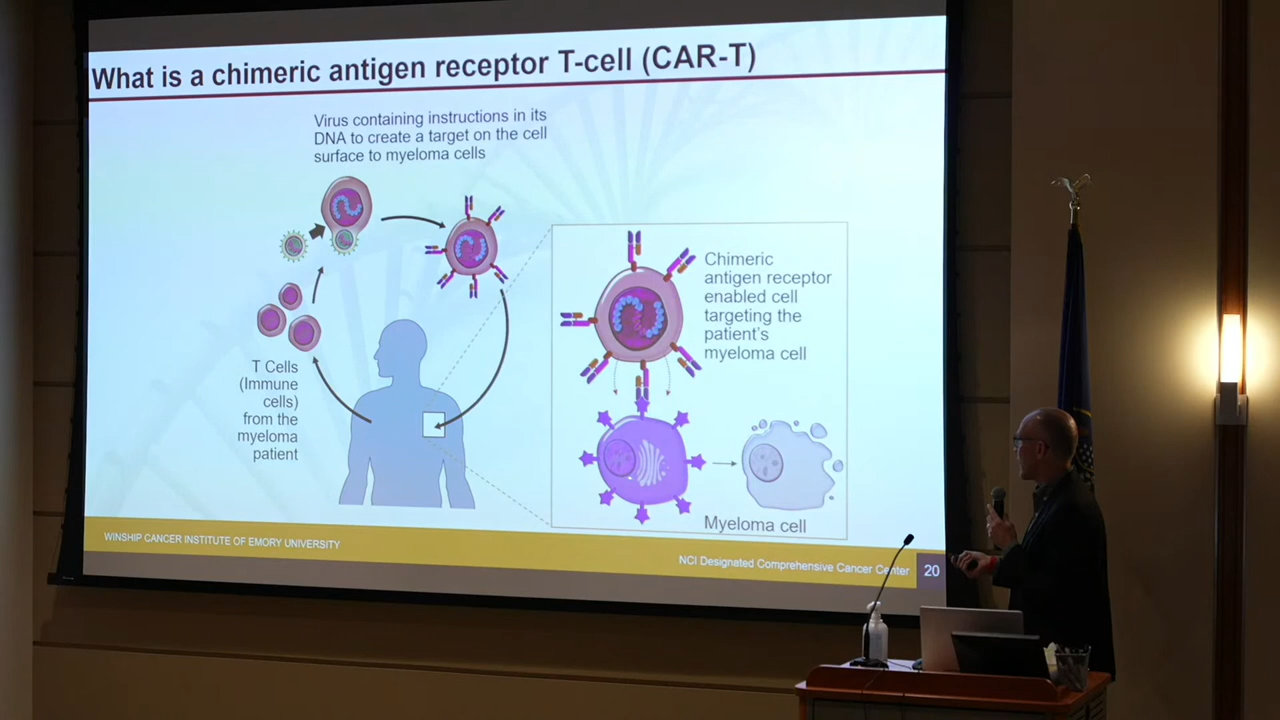 What is a chimeric antigen receptor T-cell (CAR-T)
Virus containing instructions in its
DNA to create a target on the cell
surface to myeloma cells
T Cells
(Immune
cells)
from the
myeloma
patient
Chimeric
antigen receptor
enabled cell
targeting the
patient's
myeloma cell
Myeloma cell
WINSHIP CANCER INSTITUTE OF EMORY UNIVERSITY
NCI Designated Comprehensive Cancer Center
20